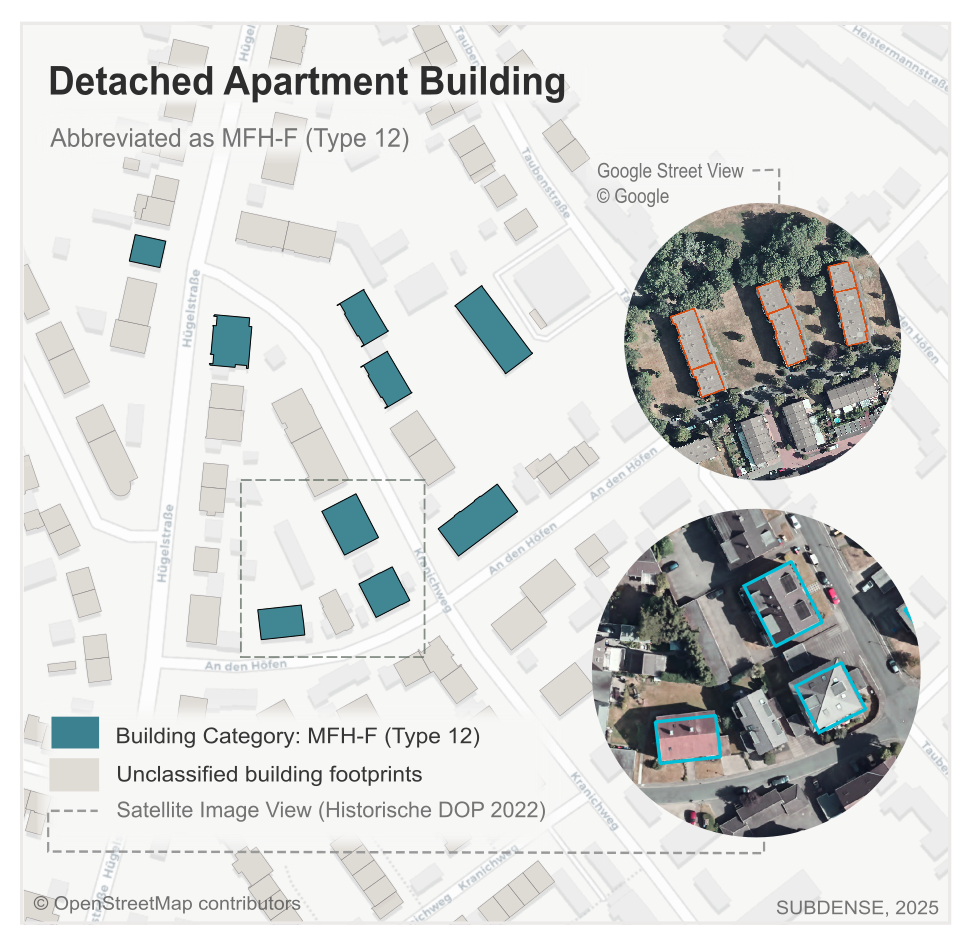 Detached Apartment Building
Abbreviated as MFH-F (Type 12)
Google Street View
© Google
Heistermannstraße
Taubenstraße
Hügelstraße
An den Höfen
den Höfen
Hügelstraße
An den Höfen
Kranichweg
An den Höfen
Building Category: MFH-F (Type 12)
Unclassified building footprints
Satellite Image View (Historische DOP 2022)
Kranichweg
Kranichweg
© OpenStreetMap contributors
SUBDENSE, 2025